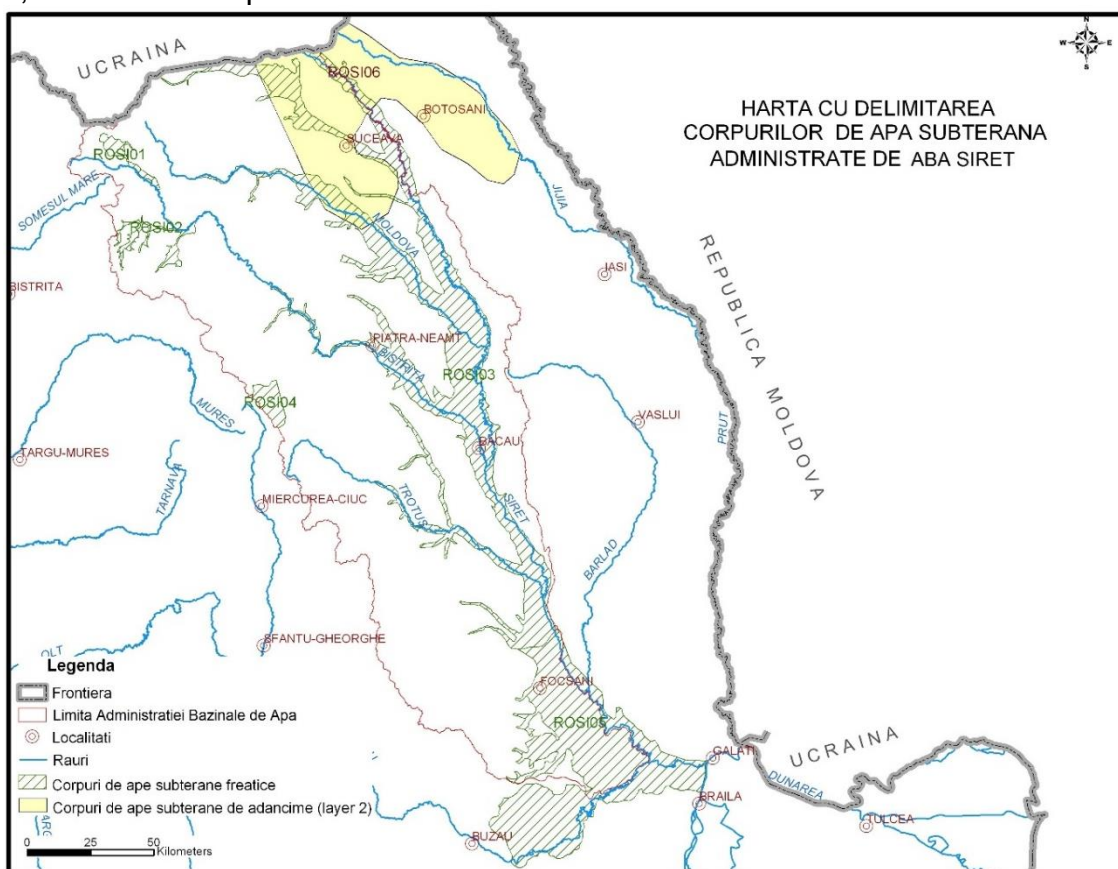 UCRAINA
N
W E
S
HARTA CU DELIMITAREA
CORPURILOR DE APA SUBTERANA
ADMINISTRATE DE ABA SIRET
ROSI06
BOTOSANI
SUCEAVA
ROSI01
SOMESUL MARE
ROSI02
MOLDOVA
JIJIA
IASI
REPUBLICA MOLDOVA
BISTRITA
PIATRA-NEAMT
BISTRITA
ROSI03
ROSI04
MURES
VASLUI
PRUT
BACAU
TARGU-MURES
TARNAVA
MIERCUREA-CIUC
TROTUS
SIRET
BARLAD
SFANTU-GHEORGHE
OLT
FOCSANI
ROSI05
GALATI
UCRAINA
DUNAREA
BRAILA
TULCEA
BUZAU
Legenda
Frontiera
Limita Administratiei Bazinale de Apa
Localitati
Rauri
Corpuri de ape subterane freatice
Corpuri de ape subterane de adancime (layer 2)
ARG
0 25 50
Kilometers